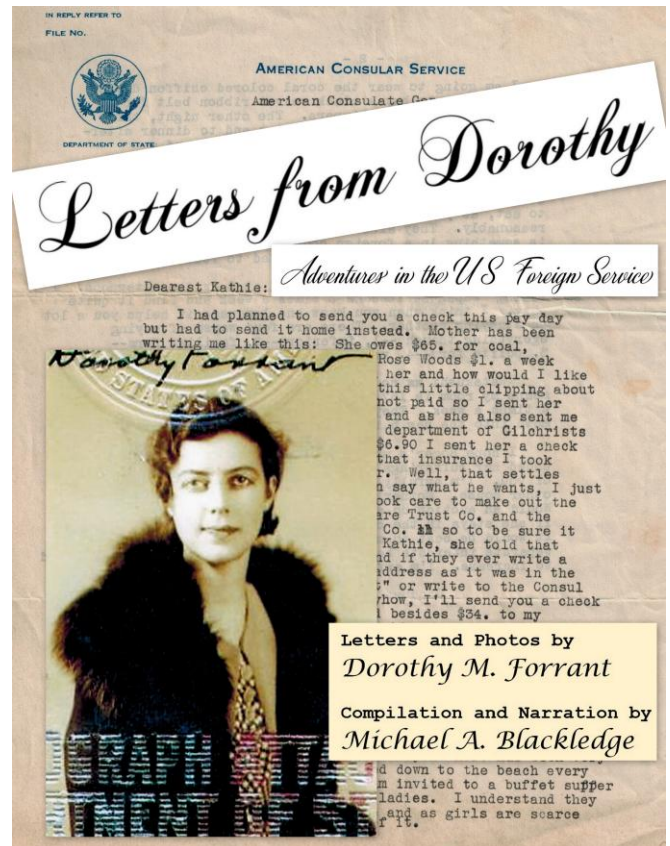 IN REPLY REFER TO
FILE NO.
AMERICAN CONSULAR SERVICE
American Consulate
DEPARTMENT OF STATE
Letters from Dorothy
Adventures in the US Foreign Service
Dearest Kathie:
I had planned to send you a check this pay day
but had to send it home instead. Mother has been
writing me like this: She owes $65. for coal,
Rose Woods $1. a week
her and how would I like
this little clipping about
not paid so I sent her
and as she also sent me
department of Gilchrists
$6.90 I sent her a check
that insurance I took
Well, that settles
say what he wants, I just
ook care to make out the
are Trust Co. and the
Co. so to be sure it
Kathie, she told that
nd if they ever write a
address as it was in the
" or write to the Consul
yhow, I'll send you a check
besides $34. to my
Dorothy Forrant
STATES OF A
Letters and Photos by
Dorothy M. Forrant
Compilation and Narration by
Michael A. Blackledge
d down to the beach every
m invited to a buffet supper
ladies. I understand they
and as girls are scarce
f it.